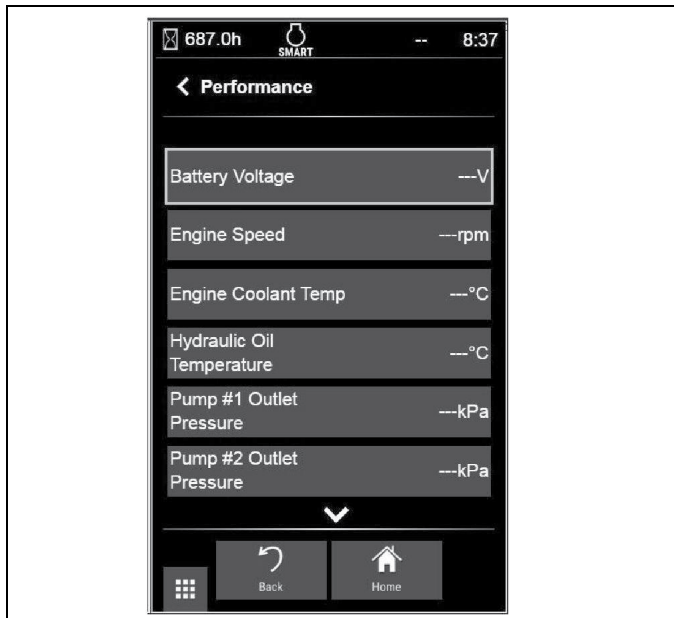 687.0h SMART -- 8:37
Performance
Battery Voltage ---V
Engine Speed ---rpm
Engine Coolant Temp ---°C
Hydraulic Oil
Temperature ---°C
Pump #1 Outlet
Pressure ---kPa
Pump #2 Outlet
Pressure ---kPa
Back Home